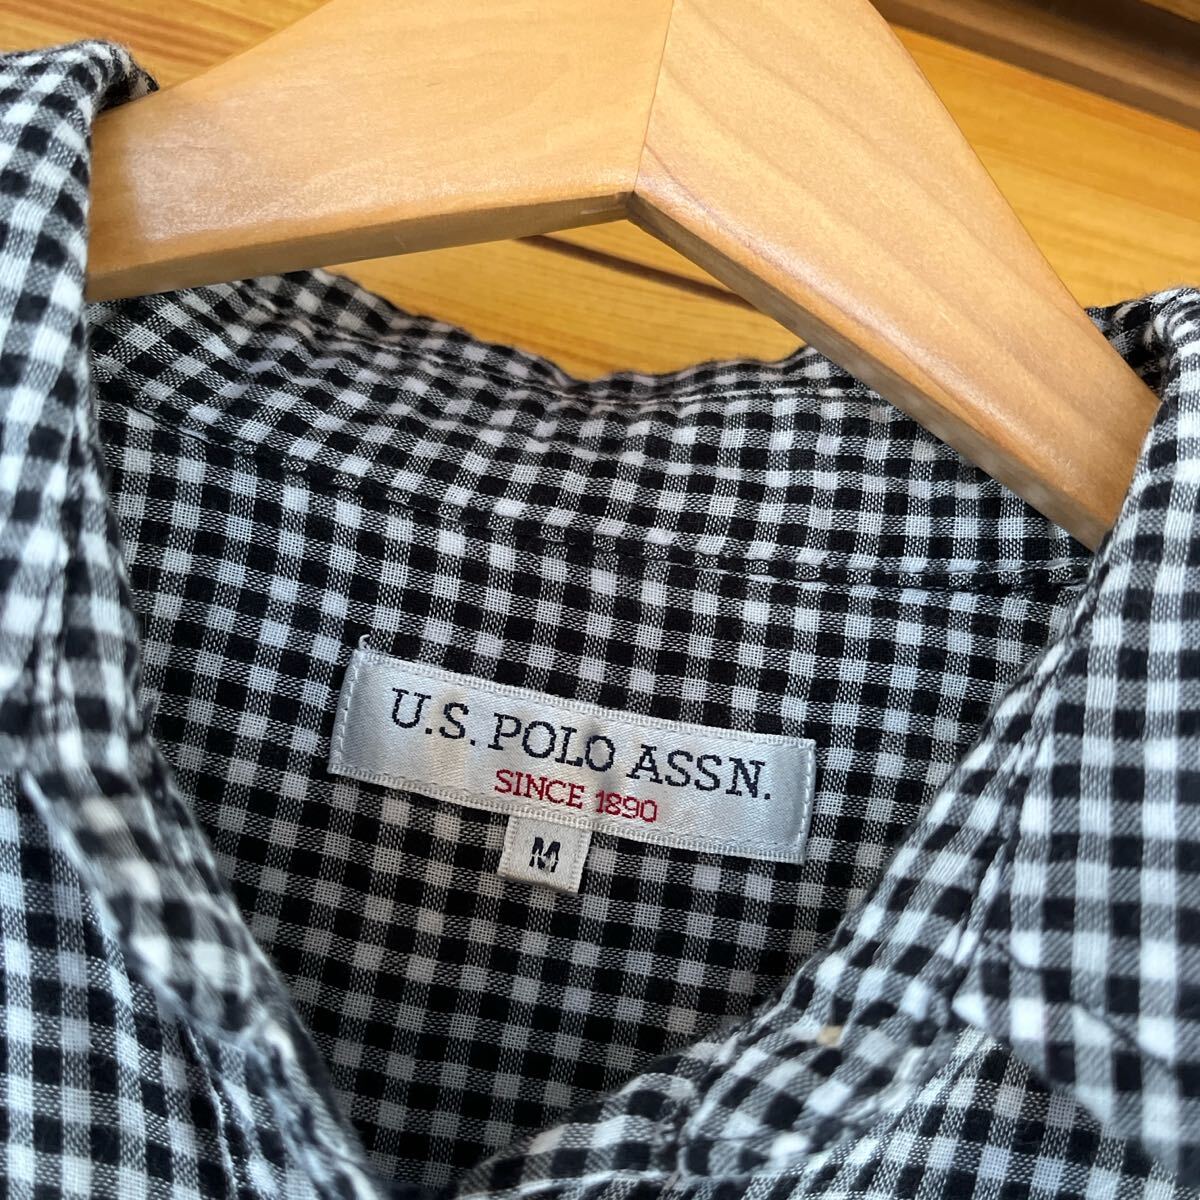 U.S. POLO ASSN.
SINCE 1890
M